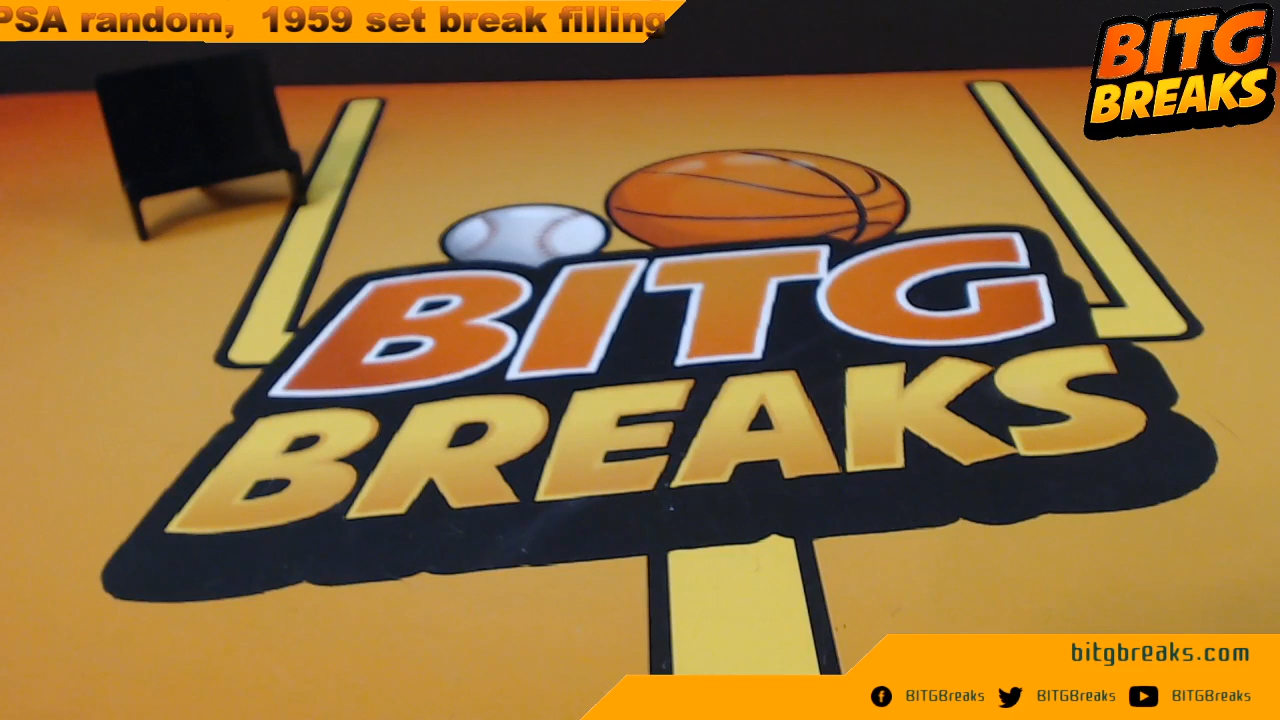 PSA random, 1959 set break filling
BITG
BREAKS
BITG
BREAKS
bitgbreaks.com
BITGBreaks BITGBreaks BITGBreaks